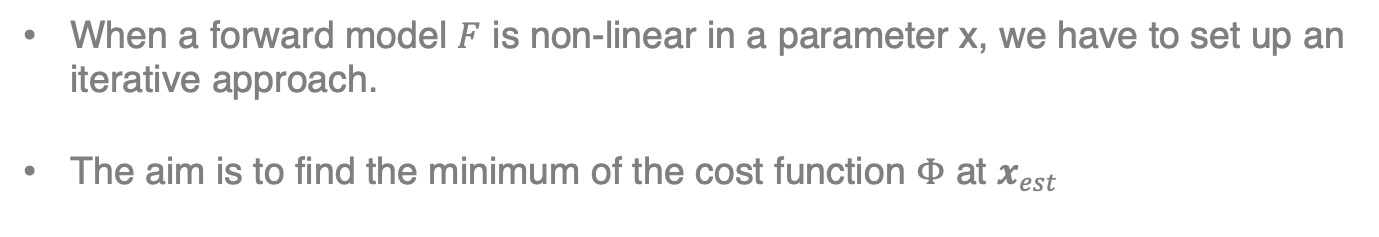 • When a forward model F is non-linear in a parameter x, we have to set up an
iterative approach.
• The aim is to find the minimum of the cost function Φ at x_est